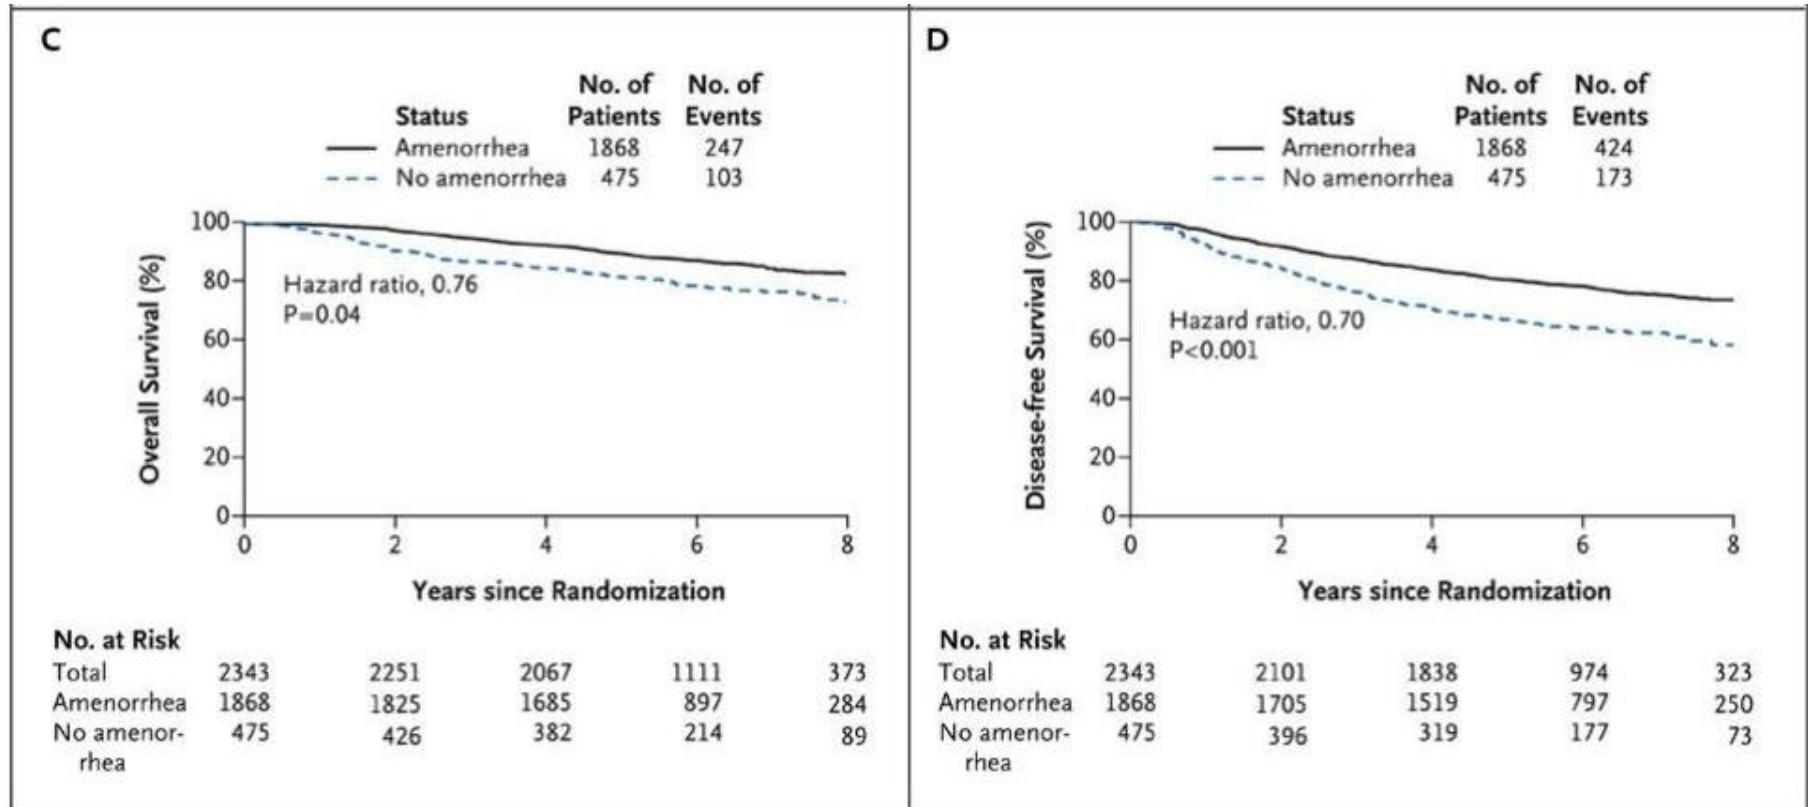 C
No. of No. of
Status Patients Events
Amenorrhea 1868 247
No amenorrhea 475 103
100
80
60
40
20
0
Overall Survival (%)
Hazard ratio, 0.76
P=0.04
0 2 4 6 8
Years since Randomization
No. at Risk
Total 2343 2251 2067 1111 373
Amenorrhea 1868 1825 1685 897 284
No amenor- 475 426 382 214 89
rhea
D
No. of No. of
Status Patients Events
Amenorrhea 1868 424
No amenorrhea 475 173
100
80
60
40
20
0
Disease-free Survival (%)
Hazard ratio, 0.70
P<0.001
0 2 4 6 8
Years since Randomization
No. at Risk
Total 2343 2101 1838 974 323
Amenorrhea 1868 1705 1519 797 250
No amenor- 475 396 319 177 73
rhea